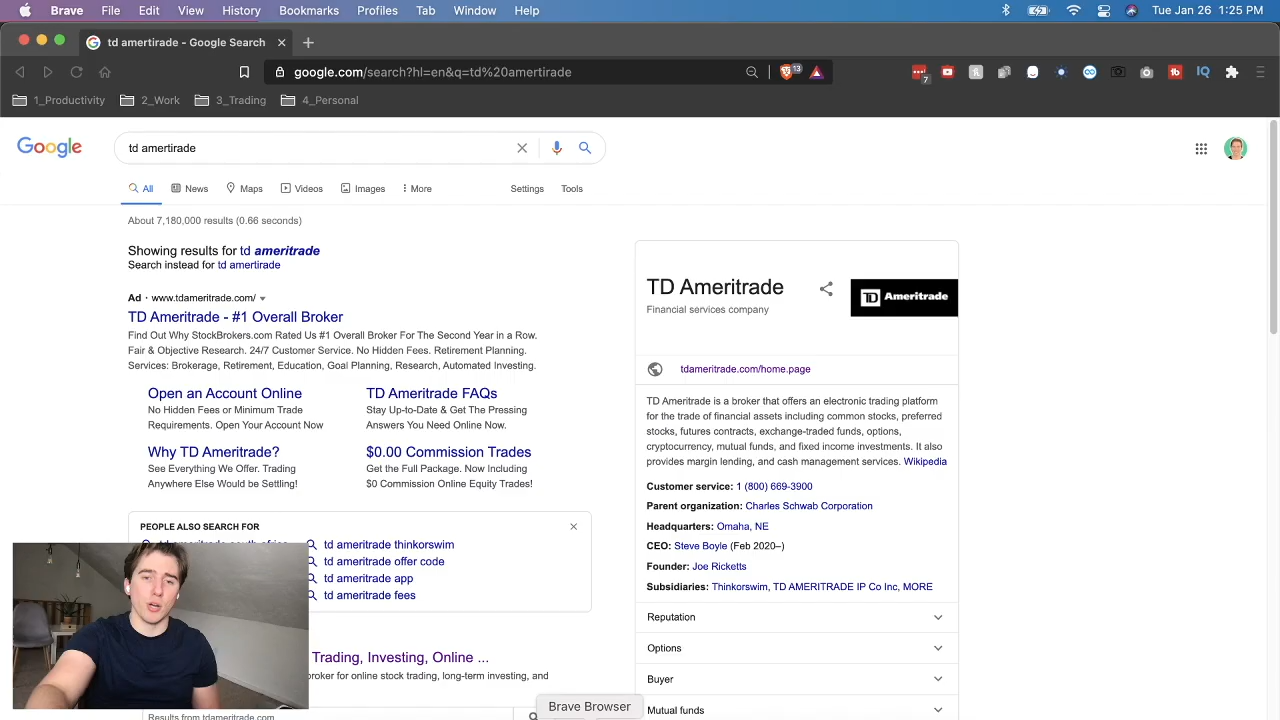 Brave File Edit View History Bookmarks Profiles Tab Window Help Tue Jan 26 1:25 PM
td amertirade - Google Search
google.com/search?hl=en&q=td%20amertirade 13 7 IQ
1_Productivity 2_Work 3_Trading 4_Personal
Google td amertirade
All News Maps Videos Images More Settings Tools
About 7,180,000 results (0.66 seconds)
Showing results for td ameritrade
Search instead for td amertirade
Ad · www.tdameritrade.com/
TD Ameritrade - #1 Overall Broker
Find Out Why StockBrokers.com Rated Us #1 Overall Broker For The Second Year in a Row.
Fair & Objective Research. 24/7 Customer Service. No Hidden Fees. Retirement Planning.
Services: Brokerage, Retirement, Education, Goal Planning, Research, Automated Investing.
Open an Account Online
No Hidden Fees or Minimum Trade
Requirements. Open Your Account Now
TD Ameritrade FAQs
Stay Up-to-Date & Get The Pressing
Answers You Need Online Now.
Why TD Ameritrade?
See Everything We Offer. Trading
Anywhere Else Would be Settling!
$0.00 Commission Trades
Get the Full Package. Now Including
$0 Commission Online Equity Trades!
PEOPLE ALSO SEARCH FOR
td ameritrade thinkorswim
td ameritrade offer code
td ameritrade app
td ameritrade fees
Trading, Investing, Online ...
broker for online stock trading, long-term investing, and
Results from tdameritrade.com
Brave Browser
TD Ameritrade
Financial services company
TD Ameritrade
tdameritrade.com/home.page
TD Ameritrade is a broker that offers an electronic trading platform
for the trade of financial assets including common stocks, preferred
stocks, futures contracts, exchange-traded funds, options,
cryptocurrency, mutual funds, and fixed income investments. It also
provides margin lending, and cash management services. Wikipedia
Customer service: 1 (800) 669-3900
Parent organization: Charles Schwab Corporation
Headquarters: Omaha, NE
CEO: Steve Boyle (Feb 2020–)
Founder: Joe Ricketts
Subsidiaries: Thinkorswim, TD AMERITRADE IP Co Inc, MORE
Reputation
Options
Buyer
Mutual funds